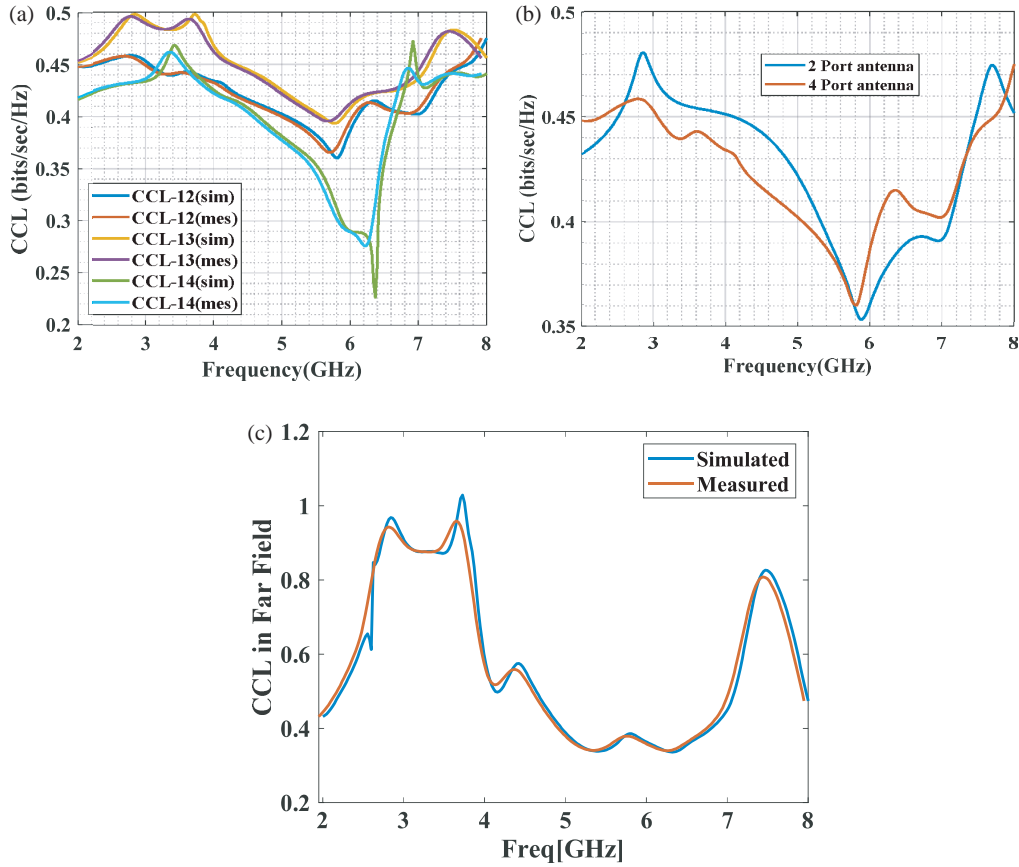 (a)
0.5
0.45
0.4
0.35
0.3
0.25
0.2
CCL (bits/sec/Hz)
CCL-12(sim)
CCL-12(mes)
CCL-13(sim)
CCL-13(mes)
CCL-14(sim)
CCL-14(mes)
2 3 4 5 6 7 8
Frequency(GHz)
(b)
0.5
0.45
0.4
0.35
CCL (bits/sec/Hz)
2 Port antenna
4 Port antenna
2 3 4 5 6 7 8
Frequency(GHz)
(c)
1.2
1
0.8
0.6
0.4
0.2
CCL in Far Field
Simulated
Measured
2 3 4 5 6 7 8
Freq[GHz]